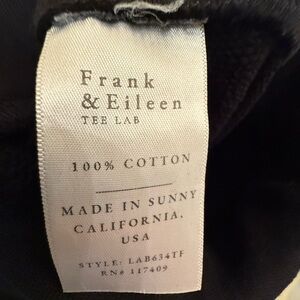 Frank
& Eileen
TEE LAB
100% COTTON
MADE IN SUNNY
CALIFORNIA,
USA
STYLE: LAB634TF
RN# 117409